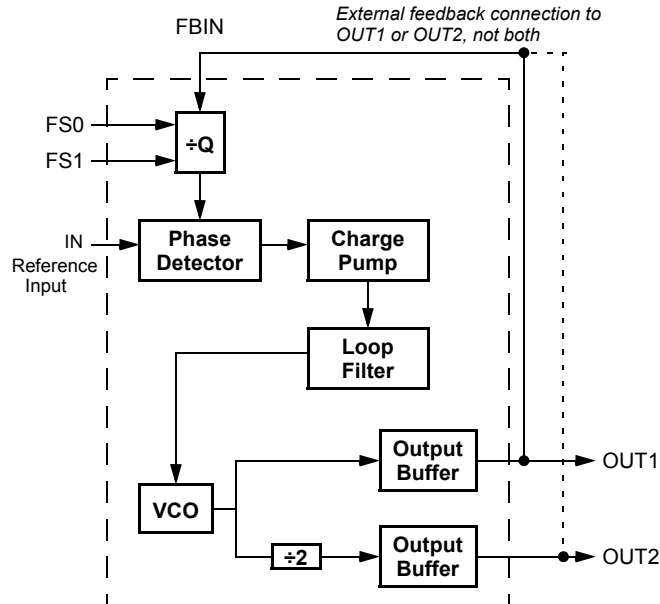 External feedback connection to
OUT1 or OUT2, not both
FBIN
FS0
FS1
÷Q
IN
Reference
Input
Phase
Detector
Charge
Pump
Loop
Filter
VCO
Output
Buffer
OUT1
÷2
Output
Buffer
OUT2